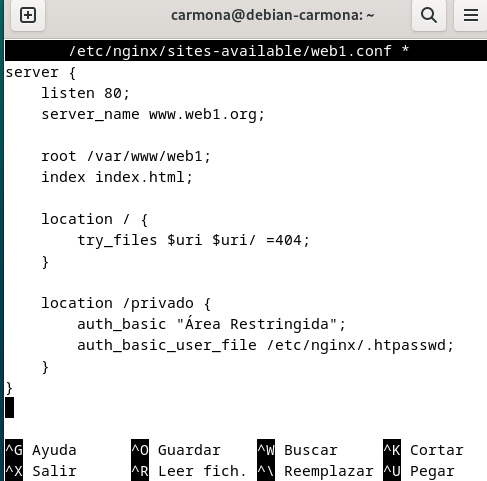 carmona@debian-carmona: ~
/etc/nginx/sites-available/web1.conf *
server {
    listen 80;
    server_name www.web1.org;

    root /var/www/web1;
    index index.html;

    location / {
        try_files $uri $uri/ =404;
    }

    location /privado {
        auth_basic "Área Restringida";
        auth_basic_user_file /etc/nginx/.htpasswd;
    }
}
^G Ayuda ^O Guardar ^W Buscar ^K Cortar
^X Salir ^R Leer fich. ^\ Reemplazar ^U Pegar